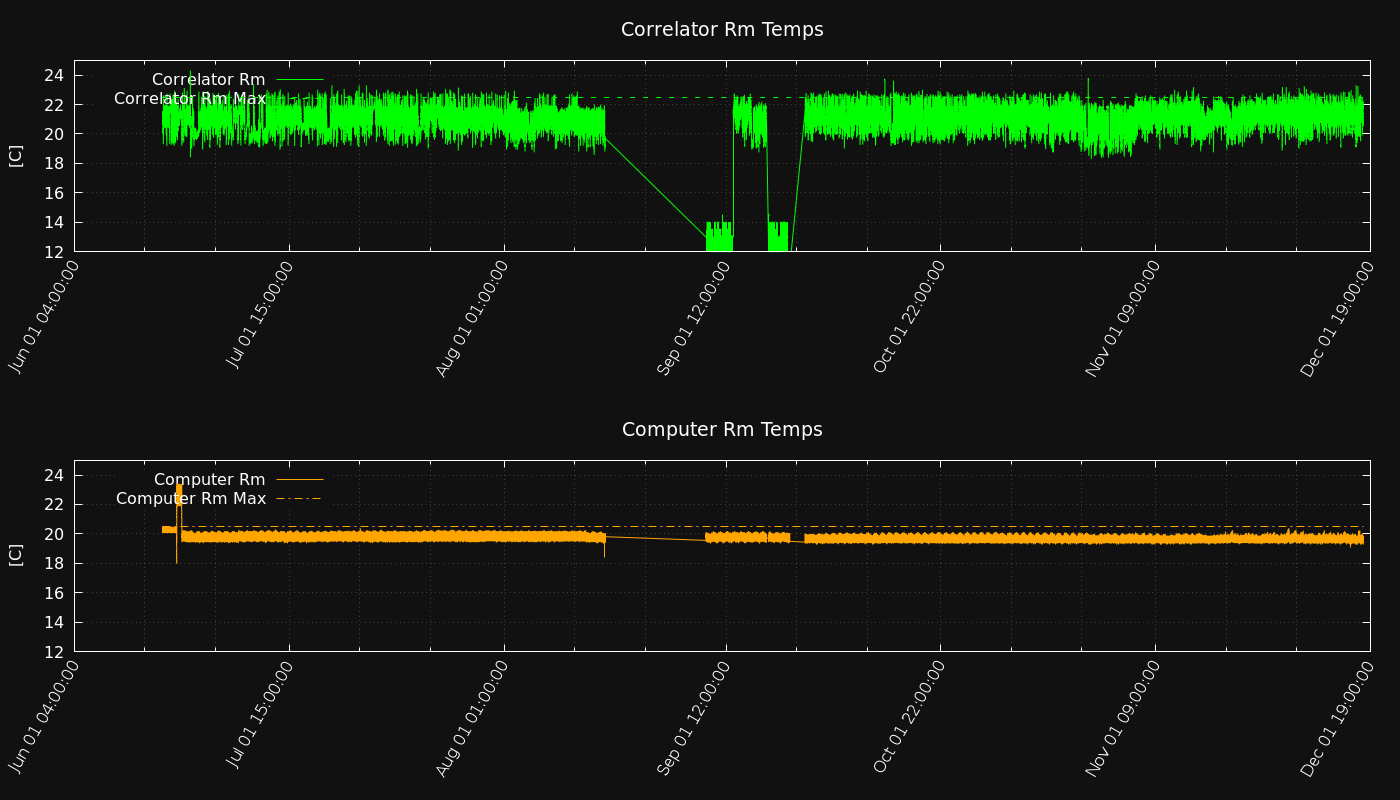 Correlator Rm Temps
Correlator Rm
Correlator Rm Max
24
22
20
18
16
14
12
[C]
Jun 01 04:00:00
Jul 01 15:00:00
Aug 01 01:00:00
Sep 01 12:00:00
Oct 01 22:00:00
Nov 01 09:00:00
Dec 01 19:00:00
Computer Rm Temps
Computer Rm
Computer Rm Max
24
22
20
18
16
14
12
[C]
Jun 01 04:00:00
Jul 01 15:00:00
Aug 01 01:00:00
Sep 01 12:00:00
Oct 01 22:00:00
Nov 01 09:00:00
Dec 01 19:00:00